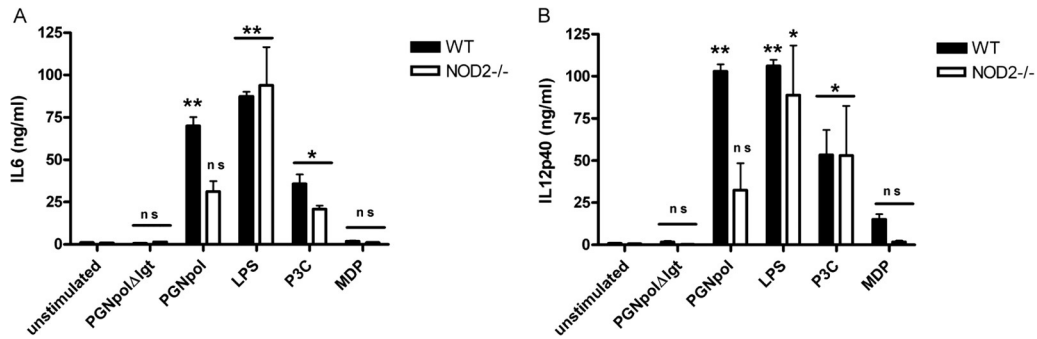 A
IL6 (ng/ml)
125
100
75
50
25
0
**
**
*
n s
n s
n s
WT
NOD2-/-
unstimulated
PGNpolΔlgt
PGNpol
LPS
P3C
MDP
B
IL12p40 (ng/ml)
125
100
75
50
25
0
**
**
*
*
n s
n s
n s
WT
NOD2-/-
unstimulated
PGNpolΔlgt
PGNpol
LPS
P3C
MDP